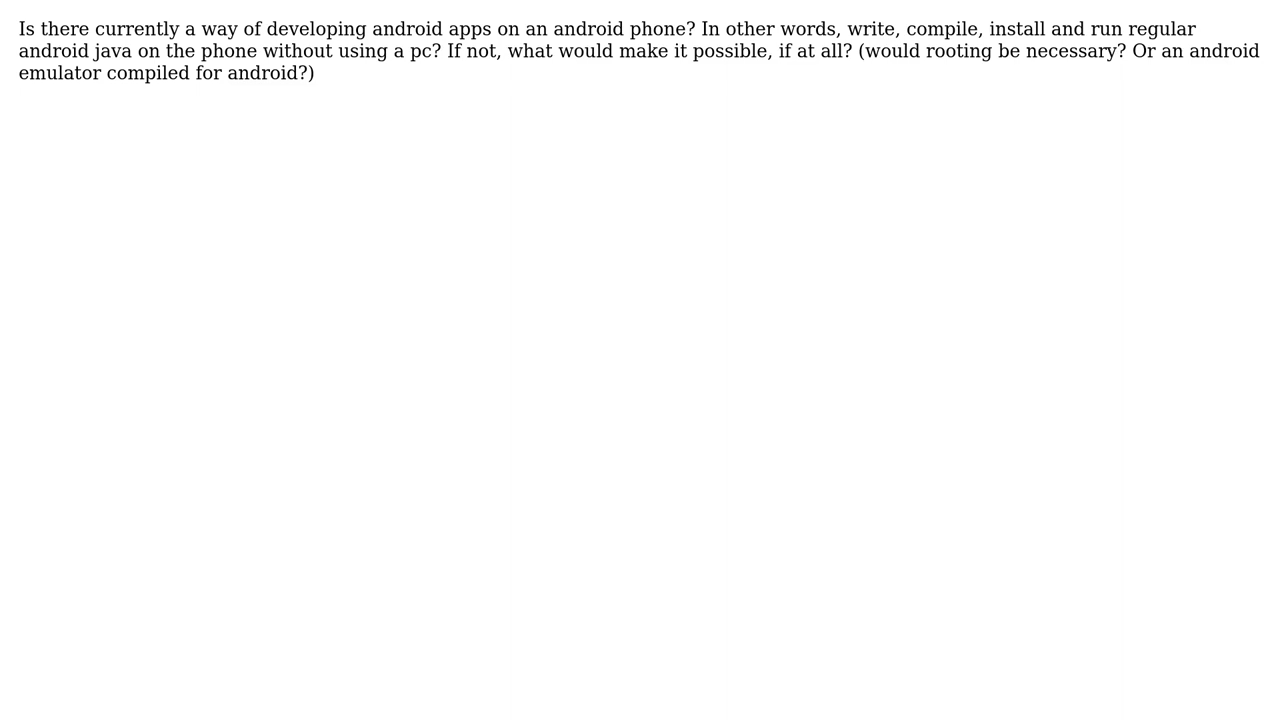 Is there currently a way of developing android apps on an android phone? In other words, write, compile, install and run regular
android java on the phone without using a pc? If not, what would make it possible, if at all? (would rooting be necessary? Or an android
emulator compiled for android?)